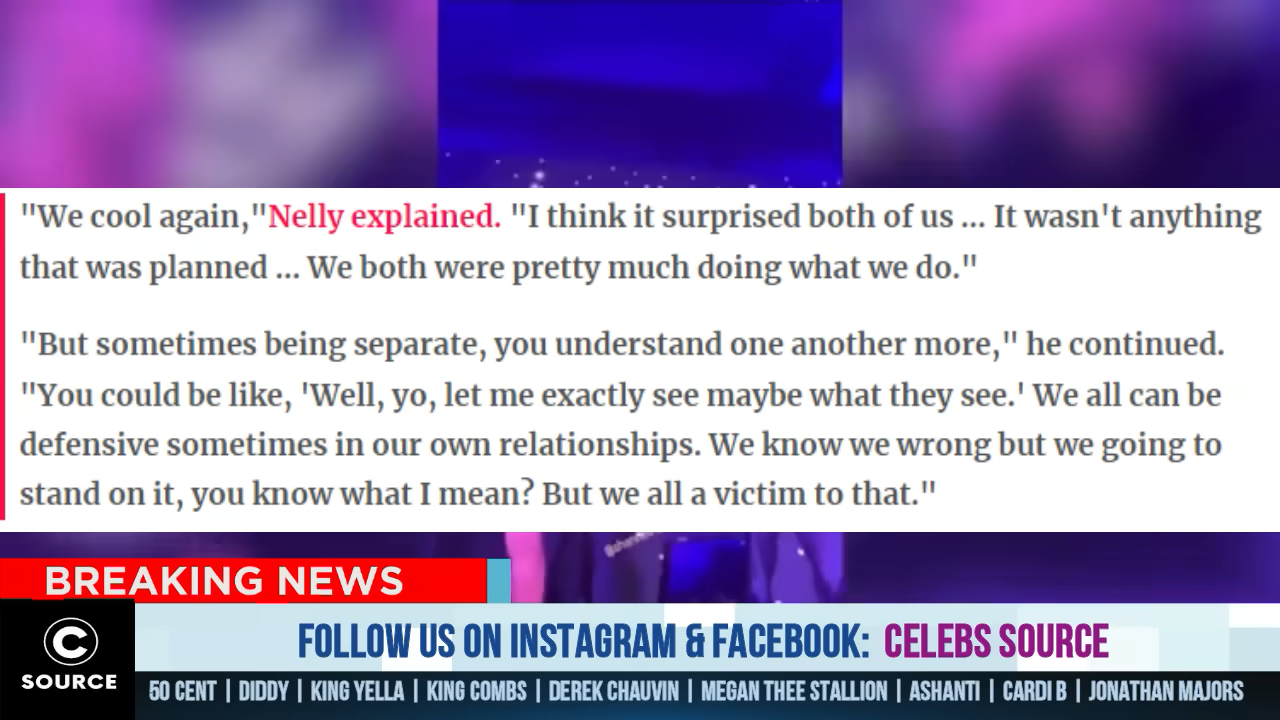 "We cool again,"Nelly explained. "I think it surprised both of us ... It wasn't anything
that was planned ... We both were pretty much doing what we do."
"But sometimes being separate, you understand one another more," he continued.
"You could be like, 'Well, yo, let me exactly see maybe what they see.' We all can be
defensive sometimes in our own relationships. We know we wrong but we going to
stand on it, you know what I mean? But we all a victim to that."
BREAKING NEWS
C
SOURCE
FOLLOW US ON INSTAGRAM & FACEBOOK: CELEBS SOURCE
50 CENT | DIDDY | KING YELLA | KING COMBS | DEREK CHAUVIN | MEGAN THEE STALLION | ASHANTI | CARDI B | JONATHAN MAJORS